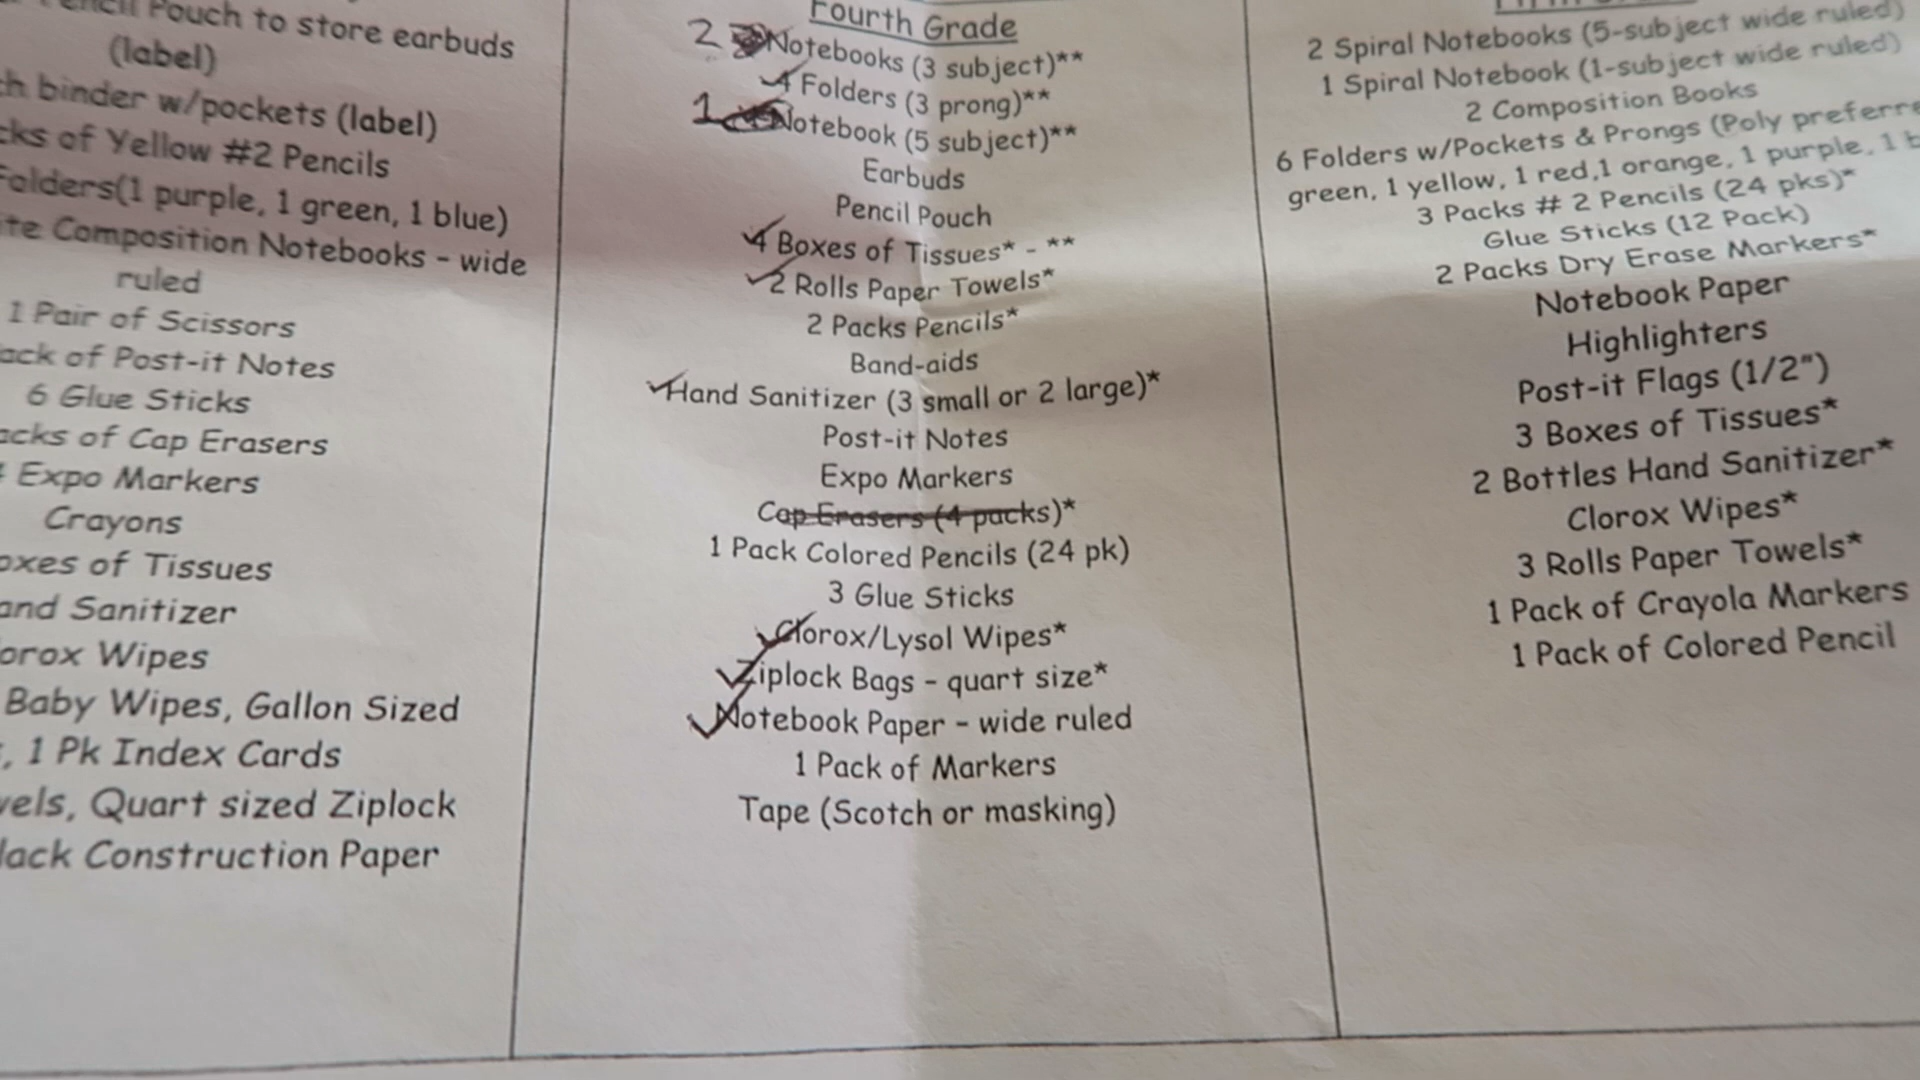 Pouch to store earbuds
(label)
binder w/pockets (label)
of Yellow #2 Pencils
Folders(1 purple, 1 green, 1 blue)
Composition Notebooks - wide
ruled
1 Pair of Scissors
of Post-it Notes
6 Glue Sticks
of Cap Erasers
Expo Markers
Crayons
of Tissues
Sanitizer
Wipes
Baby Wipes, Gallon Sized
, 1 Pk Index Cards
, Quart sized Ziplock
Construction Paper
Fourth Grade
2 Notebooks (3 subject)**
4 Folders (3 prong)**
1 Notebook (5 subject)**
Earbuds
Pencil Pouch
4 Boxes of Tissues* - **
2 Rolls Paper Towels*
2 Packs Pencils*
Band-aids
Hand Sanitizer (3 small or 2 large)*
Post-it Notes
Expo Markers
Cap Erasers (4 packs)*
1 Pack Colored Pencils (24 pk)
3 Glue Sticks
Clorox/Lysol Wipes*
Ziplock Bags - quart size*
Notebook Paper - wide ruled
1 Pack of Markers
Tape (Scotch or masking)
2 Spiral Notebooks (5-subject wide ruled)
1 Spiral Notebook (1-subject wide ruled)
2 Composition Books
6 Folders w/Pockets & Prongs (Poly
green, 1 yellow, 1 red,1 orange, 1 purple, 1
3 Packs # 2 Pencils (24 pks)*
Glue Sticks (12 Pack)
2 Packs Dry Erase Markers*
Notebook Paper
Highlighters
Post-it Flags (1/2")
3 Boxes of Tissues*
2 Bottles Hand Sanitizer*
Clorox Wipes*
3 Rolls Paper Towels*
1 Pack of Crayola Markers
1 Pack of Colored Pencil